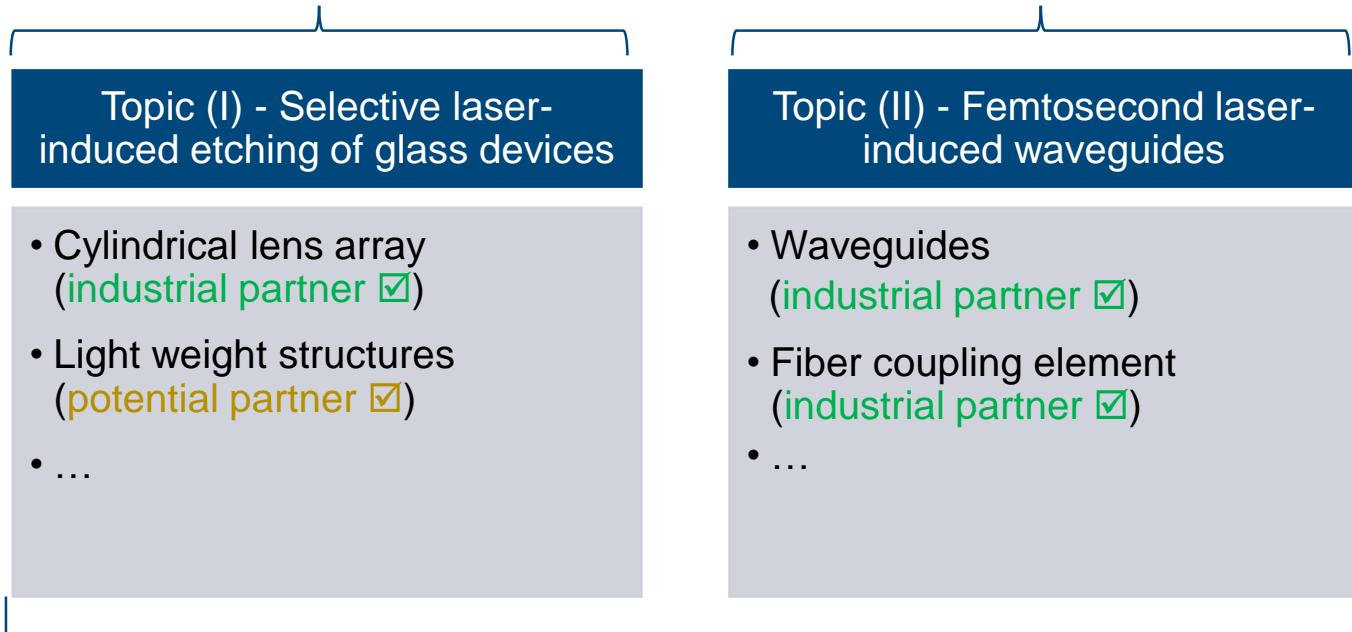 Topic (I) - Selective laser-
induced etching of glass devices
• Cylindrical lens array
(industrial partner ☑)
• Light weight structures
(potential partner ☑)
• …
Topic (II) - Femtosecond laser-
induced waveguides
• Waveguides
(industrial partner ☑)
• Fiber coupling element
(industrial partner ☑)
• …